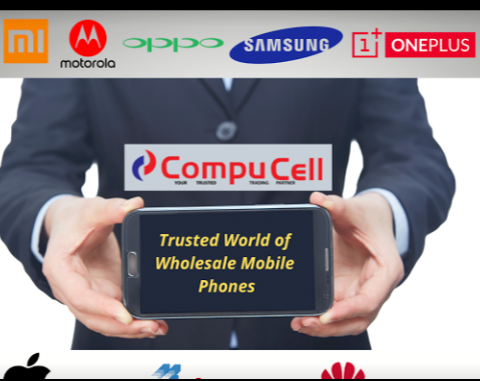 mi
motorola
oppo
SAMSUNG
1+ ONEPLUS
CompuCell
YOUR TRUSTED TRADING PARTNER
Trusted World of
Wholesale Mobile
Phones